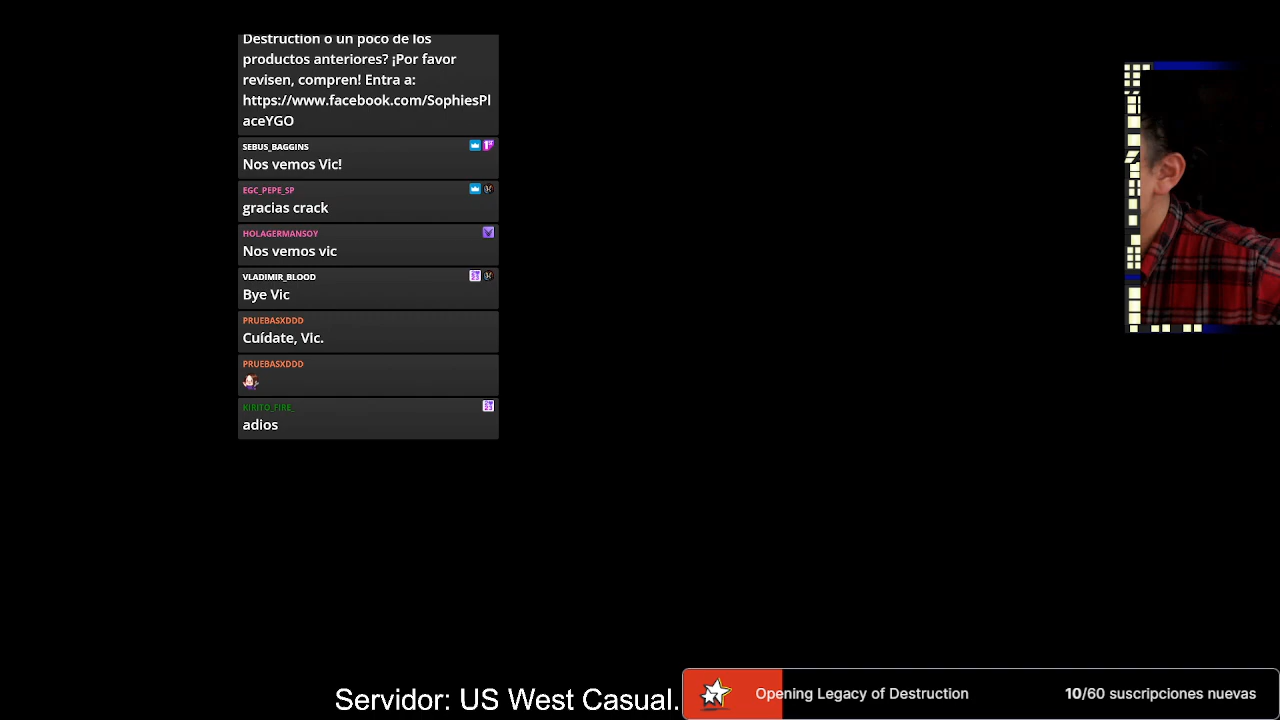 Destruction o un poco de los
productos anteriores? ¡Por favor
revisen, compren! Entra a:
https://www.facebook.com/SophiesPl
aceYGO
SEBUS_BAGGINS
Nos vemos Vic!
EGC_PEPE_SP
gracias crack
HOLAGERMANSOY
Nos vemos vic
VLADIMIR_BLOOD
Bye Vic
PRUEBASXDDD
Cuídate, Vic.
PRUEBASXDDD
KIRITO_FIRE_
adios
Servidor: US West Casual.
Opening Legacy of Destruction
10/60 suscripciones nuevas